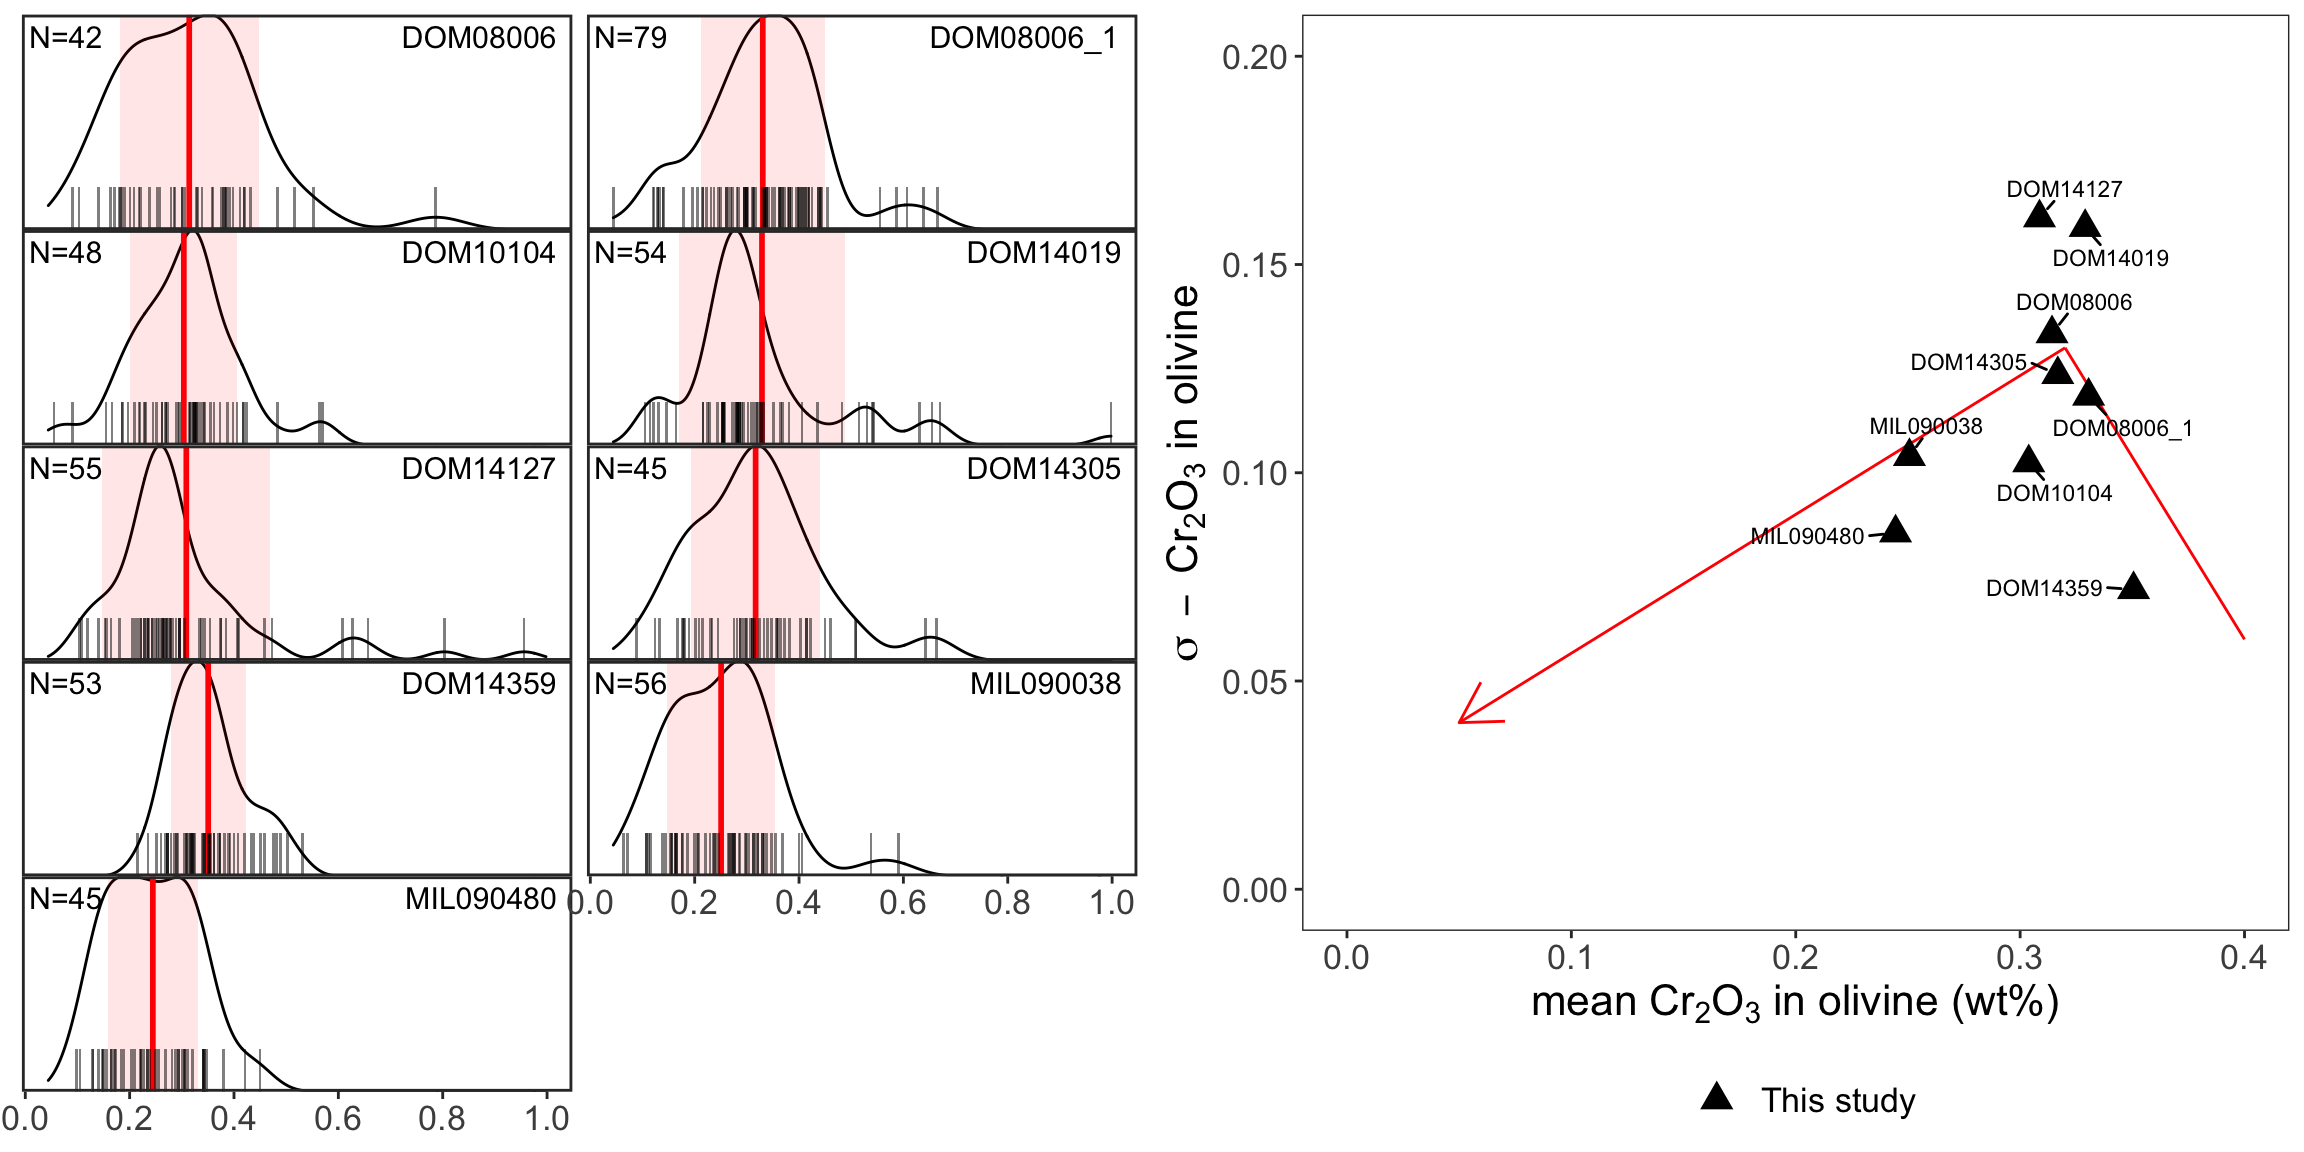 N=42 DOM08006
N=79 DOM08006_1
N=48 DOM10104
N=54 DOM14019
N=55 DOM14127
N=45 DOM14305
N=53 DOM14359
N=56 MIL090038
N=45 MIL090480
0.0 0.2 0.4 0.6 0.8 1.0
0.0 0.2 0.4 0.6 0.8 1.0
σ − Cr₂O₃ in olivine
0.20
0.15
0.10
0.05
0.00
DOM14127
DOM14019
DOM08006
DOM14305
MIL090038
DOM08006_1
DOM10104
MIL090480
DOM14359
0.0 0.1 0.2 0.3 0.4
mean Cr₂O₃ in olivine (wt%)
This study